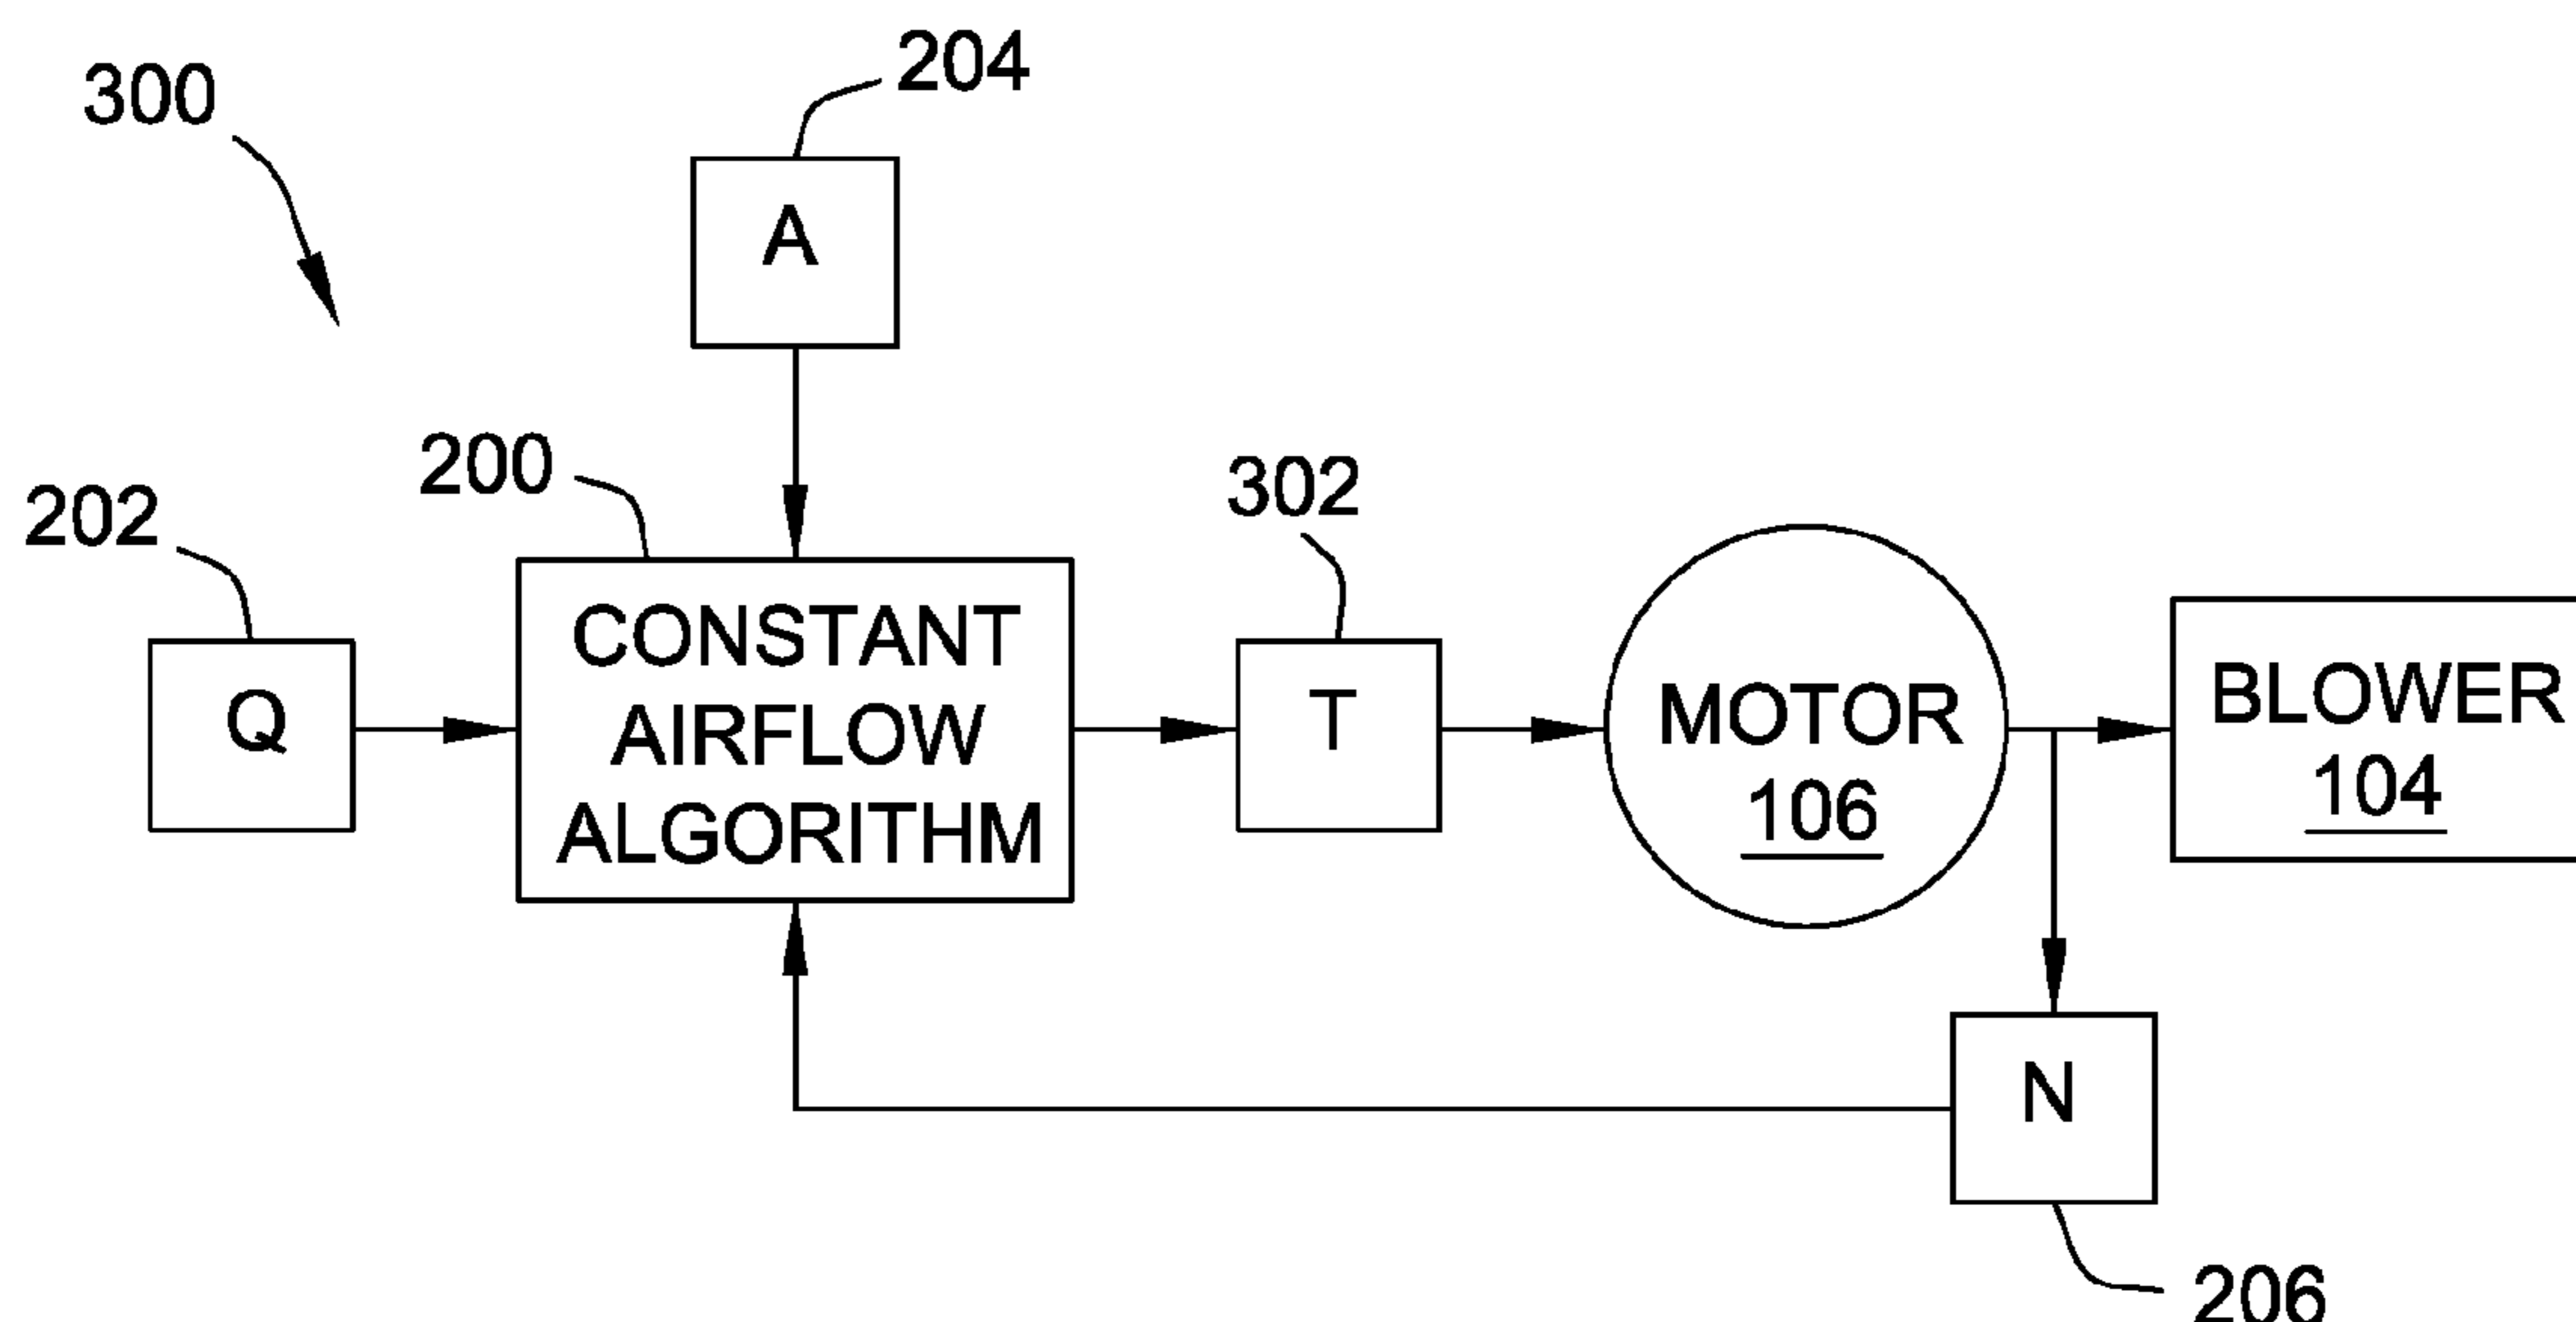 300
204
A
200
302
202
Q
CONSTANT
AIRFLOW
ALGORITHM
T
MOTOR
106
BLOWER
104
N
206